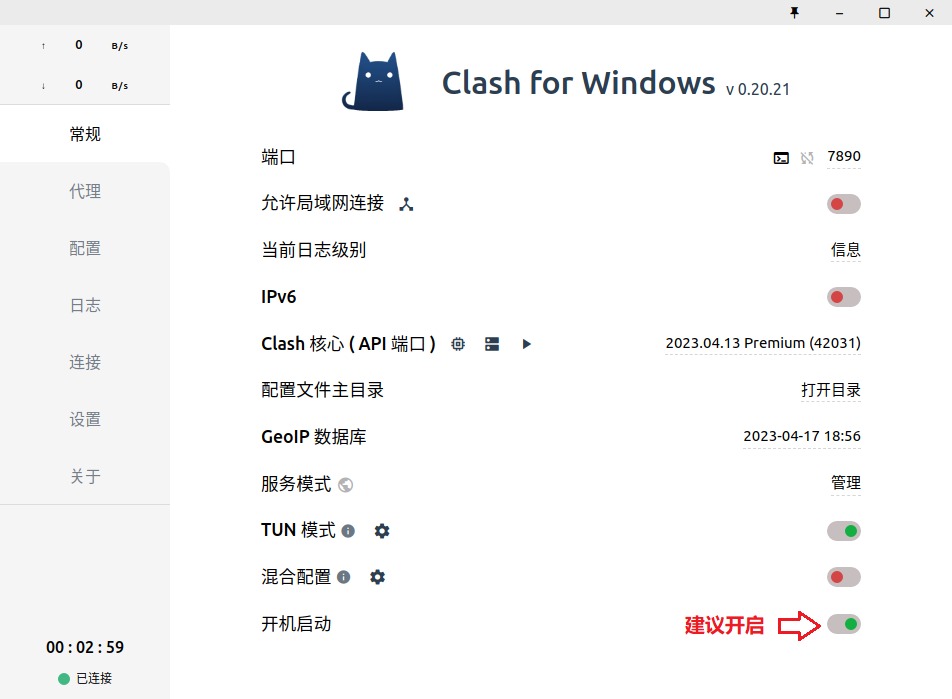 ↑ 0 B/s
↓ 0 B/s
常规
代理
配置
日志
连接
设置
关于
00 : 02 : 59
已连接
Clash for Windows v 0.20.21
端口 7890
允许局域网连接
当前日志级别 信息
IPv6
Clash 核心 ( API 端口 ) 2023.04.13 Premium (42031)
配置文件主目录 打开目录
GeoIP 数据库 2023-04-17 18:56
服务模式 管理
TUN 模式
混合配置
开机启动 建议开启